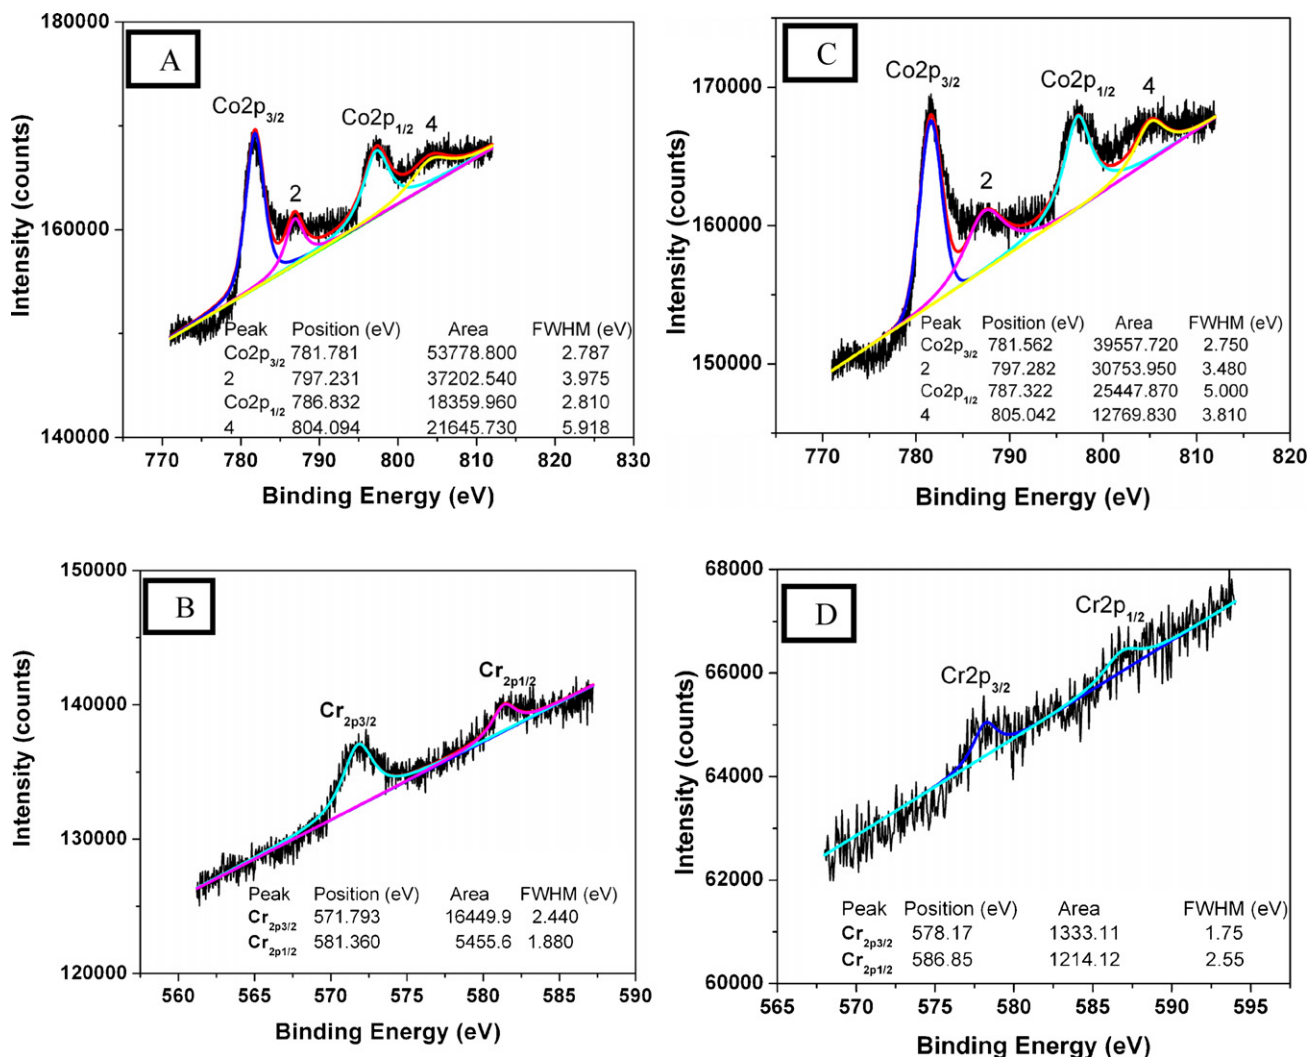 A
180000
170000
160000
150000
140000
Intensity (counts)
Co2p3/2
2
Co2p1/2
4
Peak Position (eV) Area FWHM (eV)
Co2p3/2 781.781 53778.800 2.787
2 797.231 37202.540 3.975
Co2p1/2 786.832 18359.960 2.810
4 804.094 21645.730 5.918
770 780 790 800 810 820 830
Binding Energy (eV)
C
170000
160000
150000
Intensity (counts)
Co2p3/2
2
Co2p1/2
4
Peak Position (eV) Area FWHM (eV)
Co2p3/2 781.562 39557.720 2.750
2 797.282 30753.950 3.480
Co2p1/2 787.322 25447.870 5.000
4 805.042 12769.830 3.810
770 780 790 800 810 820
Binding Energy (eV)
B
150000
140000
130000
120000
Intensity (counts)
Cr2p3/2
Cr2p1/2
Peak Position (eV) Area FWHM (eV)
Cr2p3/2 571.793 16449.9 2.440
Cr2p1/2 581.360 5455.6 1.880
560 565 570 575 580 585 590
Binding Energy (eV)
D
68000
66000
64000
62000
60000
Intensity (counts)
Cr2p3/2
Cr2p1/2
Peak Position (eV) Area FWHM (eV)
Cr2p3/2 578.17 1333.11 1.75
Cr2p1/2 586.85 1214.12 2.55
565 570 575 580 585 590 595
Binding Energy (eV)